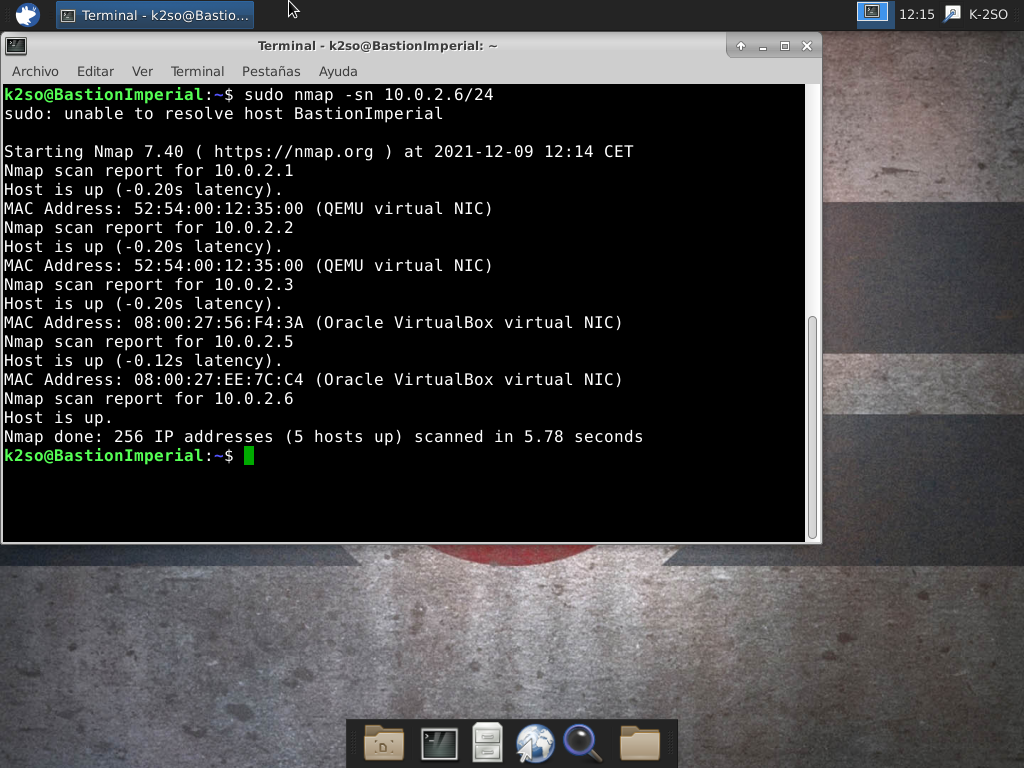 Terminal - k2so@Bastio...
12:15
K-2SO
Terminal - k2so@BastionImperial: ~
Archivo Editar Ver Terminal Pestañas Ayuda
k2so@BastionImperial:~$ sudo nmap -sn 10.0.2.6/24
sudo: unable to resolve host BastionImperial
Starting Nmap 7.40 ( https://nmap.org ) at 2021-12-09 12:14 CET
Nmap scan report for 10.0.2.1
Host is up (-0.20s latency).
MAC Address: 52:54:00:12:35:00 (QEMU virtual NIC)
Nmap scan report for 10.0.2.2
Host is up (-0.20s latency).
MAC Address: 52:54:00:12:35:00 (QEMU virtual NIC)
Nmap scan report for 10.0.2.3
Host is up (-0.20s latency).
MAC Address: 08:00:27:56:F4:3A (Oracle VirtualBox virtual NIC)
Nmap scan report for 10.0.2.5
Host is up (-0.12s latency).
MAC Address: 08:00:27:EE:7C:C4 (Oracle VirtualBox virtual NIC)
Nmap scan report for 10.0.2.6
Host is up.
Nmap done: 256 IP addresses (5 hosts up) scanned in 5.78 seconds
k2so@BastionImperial:~$
D